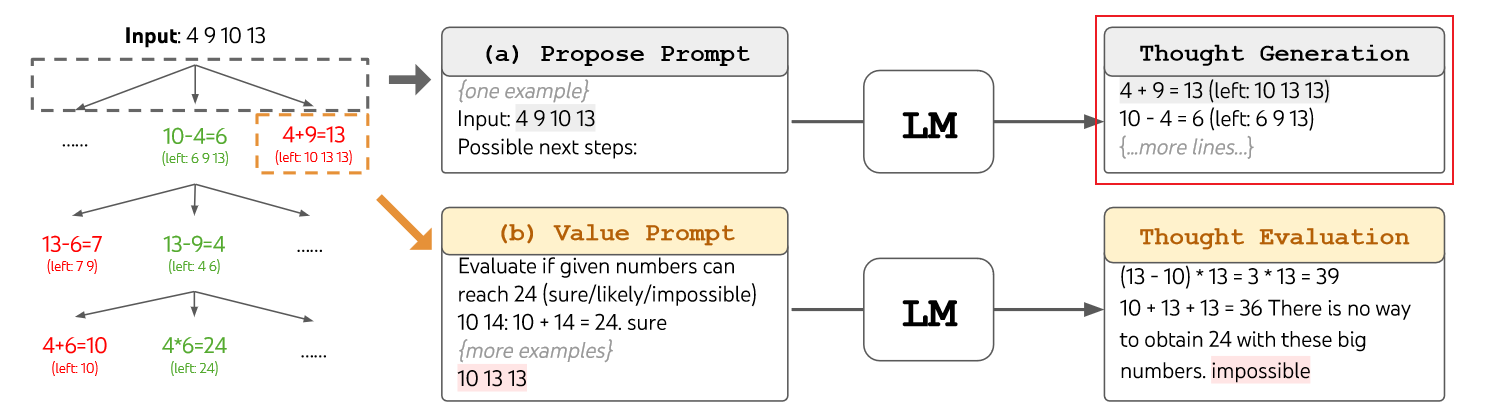 Input: 4 9 10 13
......
10-4=6
(left: 6 9 13)
4+9=13
(left: 10 13 13)
13-6=7
(left: 7 9)
13-9=4
(left: 4 6)
......
4+6=10
(left: 10)
4*6=24
(left: 24)
......
(a) Propose Prompt
{one example}
Input: 4 9 10 13
Possible next steps:
LM
Thought Generation
4 + 9 = 13 (left: 10 13 13)
10 - 4 = 6 (left: 6 9 13)
{...more lines...}
(b) Value Prompt
Evaluate if given numbers can
reach 24 (sure/likely/impossible)
10 14: 10 + 14 = 24. sure
{more examples}
10 13 13
LM
Thought Evaluation
(13 - 10) * 13 = 3 * 13 = 39
10 + 13 + 13 = 36 There is no way
to obtain 24 with these big
numbers. impossible